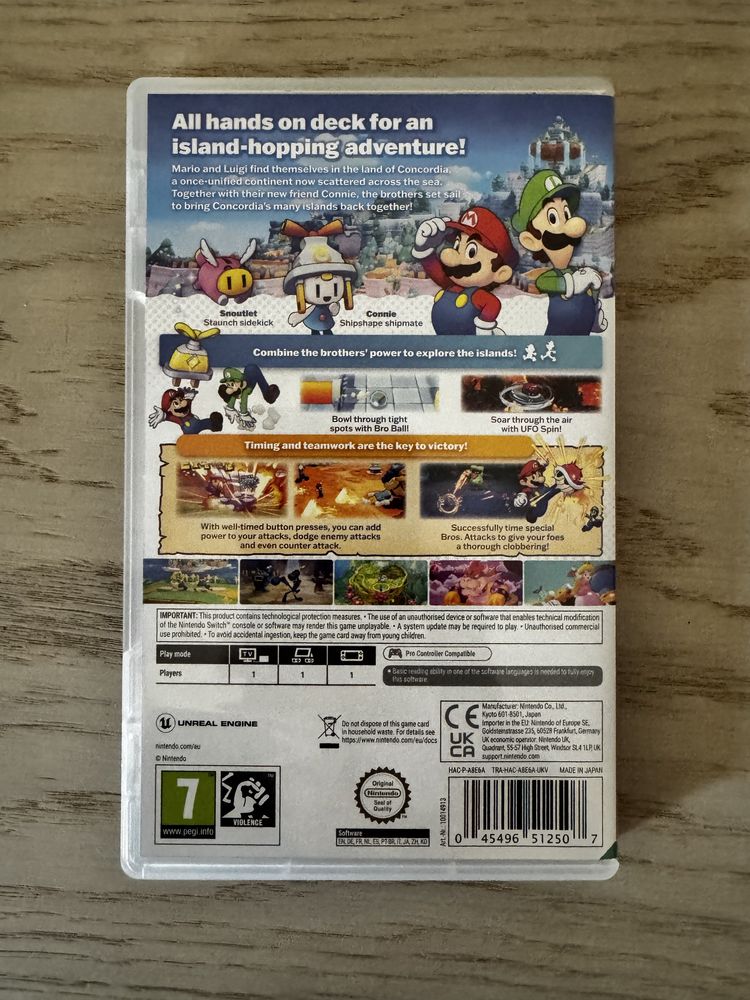 All hands on deck for an
island-hopping adventure!
Mario and Luigi find themselves in the land of Concordia,
a once-unified continent now scattered across the sea.
Together with their new friend Connie, the brothers set sail
to bring Concordia's many islands back together!
Snoutlet
Staunch sidekick
Connie
Shipshape shipmate
Combine the brothers' power to explore the islands!
Bowl through tight
spots with Bro Ball!
Soar through the air
with UFO Spin!
Timing and teamwork are the key to victory!
With well-timed button presses, you can add
power to your attacks, dodge enemy attacks
and even counter attack.
Successfully time special
Bros. Attacks to give your foes
a thorough clobbering!
IMPORTANT: This product contains technological protection measures. • The use of an unauthorised device or software that enables technical modification
of the Nintendo Switch™ console or software may render this game unplayable. • A system update may be required to play. • Unauthorised commercial
use prohibited. • To avoid accidental ingestion, keep the game card away from young children.
Play mode
TV
Pro Controller Compatible
Players
1
1
1
• Basic reading ability in one of the software languages is needed to fully enjoy
this software.
UNREAL ENGINE
nintendo.com/au
© Nintendo
Do not dispose of this game card
in household waste. For details see
https://www.nintendo.com/eu/docs
CE
UK
CA
Manufacturer: Nintendo Co., Ltd.,
Kyoto 601-8501, Japan
Importer in the EU: Nintendo of Europe SE,
Goldsteinstrasse 235, 60528 Frankfurt, Germany
UK economic operator: Nintendo UK,
Quadrant, 55-57 High Street, Windsor SL4 1LP, UK
support.nintendo.com
HAC-P-A8E6A TRA-HAC-A8E6A-UKV MADE IN JAPAN
7
www.pegi.info
VIOLENCE
™
Original
Nintendo
Seal of
Quality
Software
EN, DE, FR, NL, ES, PT-BR, IT, JA, ZH, KO
Art.-Nr.: 10014913
0 45496 51250 7